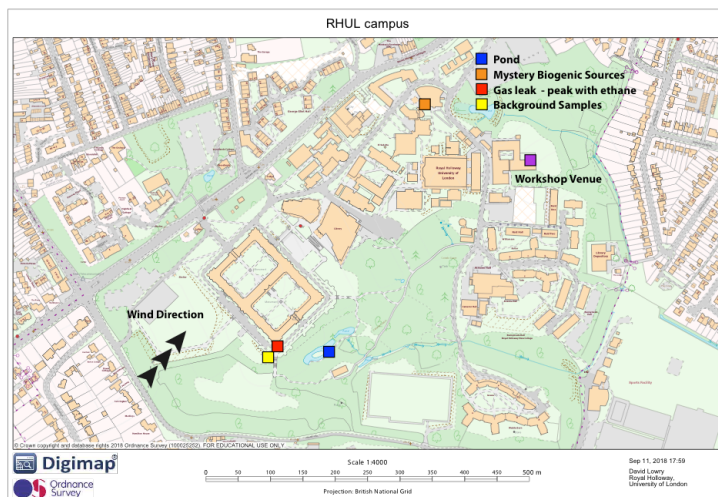 RHUL campus
Pond
Mystery Biogenic Sources
Gas leak - peak with ethane
Background Samples
Royal Holloway
University of
London
Workshop Venue
Library
Wind Direction
Sports Facility
© Crown copyright and database rights 2018 Ordnance Survey (100025252). FOR EDUCATIONAL USE ONLY
Digimap®
Ordnance
Survey
Scale 1:4000
0 50 100 150 200 250 300 350 400 450 500 m
Projection: British National Grid
Sep 11, 2018 17:59
David Lowry
Royal Holloway,
University of London